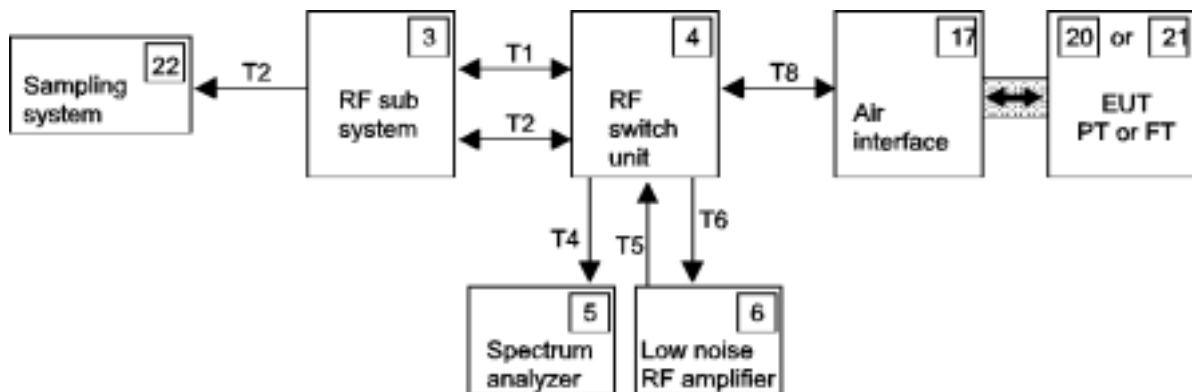 22
Sampling
system
T2
3
RF sub
system
T1
T2
4
RF
switch
unit
T8
17
Air
interface
20 or 21
EUT
PT or FT
T4
T5
T6
5
Spectrum
analyzer
6
Low noise
RF amplifier